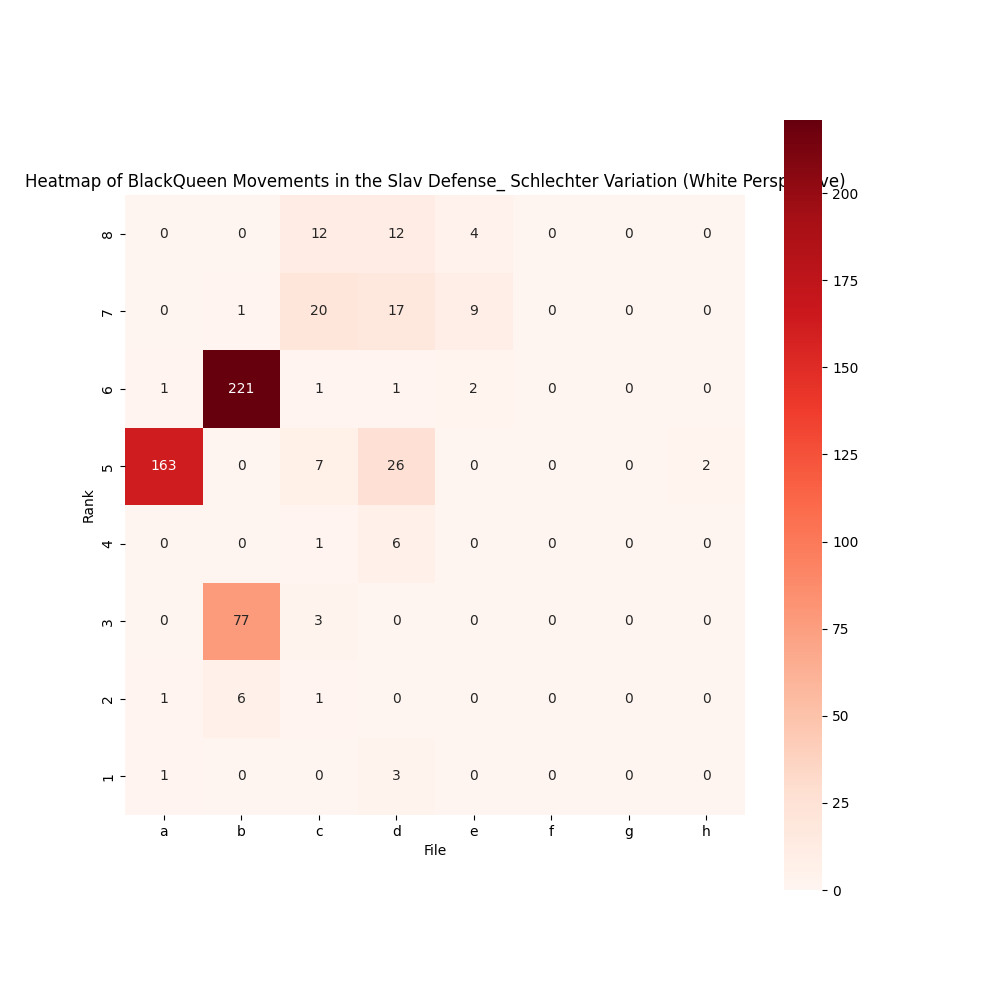 Heatmap of BlackQueen Movements in the Slav Defense_ Schlechter Variation (White Persp ve)
200
8 0 0 12 12 4 0 0 0
175
7 0 1 20 17 9 0 0 0
150
6 1 221 1 1 2 0 0 0
125
5 163 0 7 26 0 0 0 2
Rank
100
4 0 0 1 6 0 0 0 0
75
3 0 77 3 0 0 0 0 0
50
2 1 6 1 0 0 0 0 0
25
1 1 0 0 3 0 0 0 0
a b c d e f g h
File
0